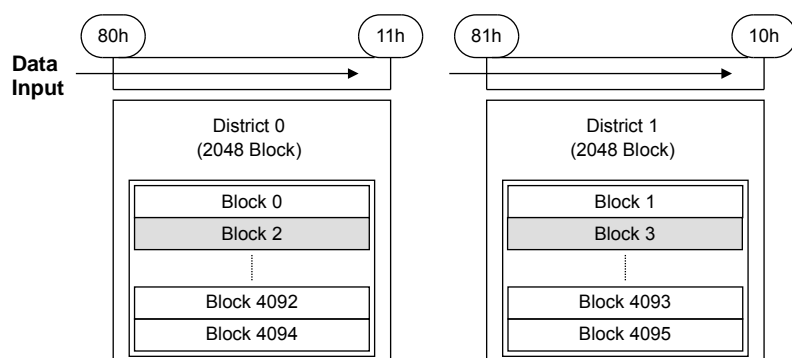 80h
11h
81h
10h
Data
Input
District 0
(2048 Block)
Block 0
Block 2
Block 4092
Block 4094
District 1
(2048 Block)
Block 1
Block 3
Block 4093
Block 4095